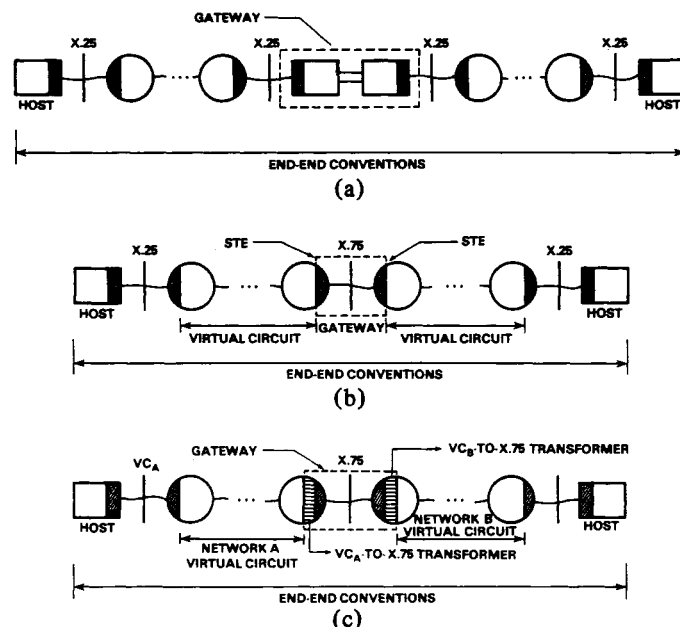 GATEWAY
X.25 X.25 X.25 X.25
HOST HOST
END-END CONVENTIONS
(a)
STE X.75 STE
X.25 X.25
HOST GATEWAY HOST
VIRTUAL CIRCUIT VIRTUAL CIRCUIT
END-END CONVENTIONS
(b)
GATEWAY X.75 VCB-TO-X.75 TRANSFORMER
VCA
HOST HOST
NETWORK A
VIRTUAL CIRCUIT
NETWORK B
VIRTUAL CIRCUIT
VCA-TO-X.75 TRANSFORMER
END-END CONVENTIONS
(c)